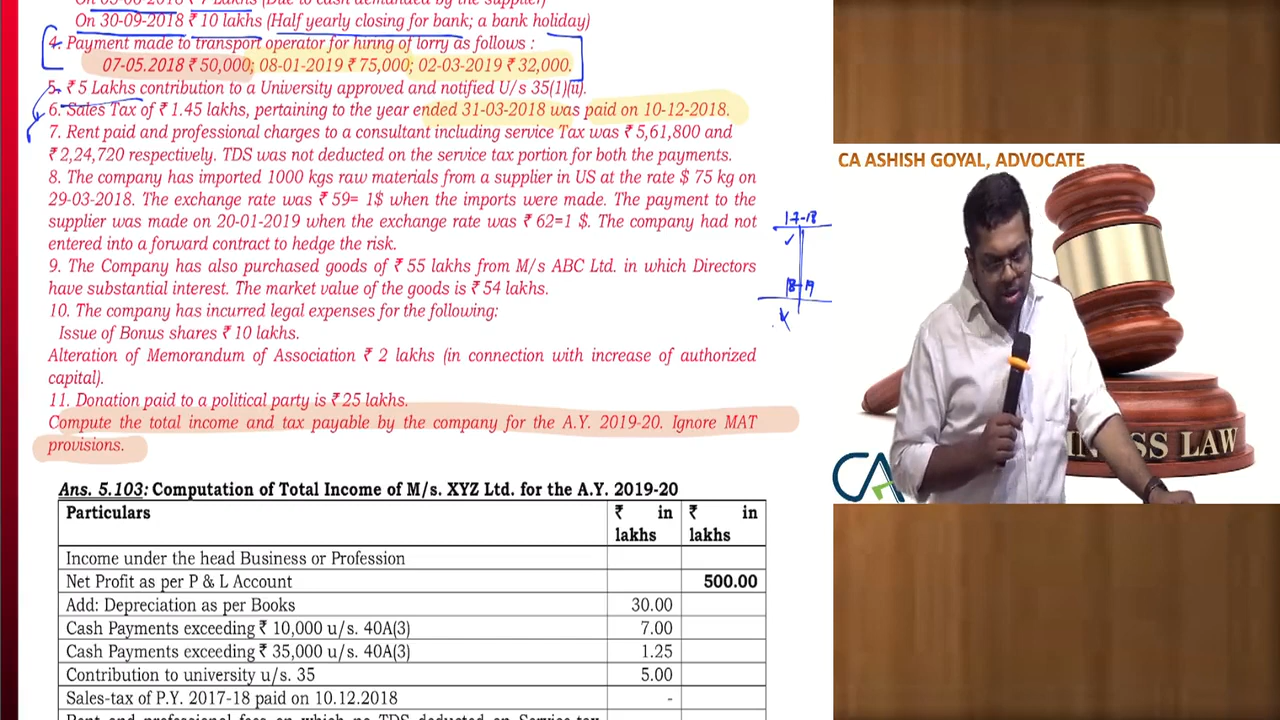 On 30-09-2018 ₹ 10 lakhs (Half yearly closing for bank; a bank holiday)
4. Payment made to transport operator for hiring of lorry as follows :
07-05.2018 ₹ 50,000; 08-01-2019 ₹ 75,000; 02-03-2019 ₹ 32,000.
5. ₹ 5 Lakhs contribution to a University approved and notified U/s 35(1)(ii).
6. Sales Tax of ₹ 1.45 lakhs, pertaining to the year ended 31-03-2018 was paid on 10-12-2018.
7. Rent paid and professional charges to a consultant including service Tax was ₹ 5,61,800 and
₹ 2,24,720 respectively. TDS was not deducted on the service tax portion for both the payments.
8. The company has imported 1000 kgs raw materials from a supplier in US at the rate $ 75 kg on
29-03-2018. The exchange rate was ₹ 59= 1$ when the imports were made. The payment to the
supplier was made on 20-01-2019 when the exchange rate was ₹ 62=1 $. The company had not
entered into a forward contract to hedge the risk.
9. The Company has also purchased goods of ₹ 55 lakhs from M/s ABC Ltd. in which Directors
have substantial interest. The market value of the goods is ₹ 54 lakhs.
10. The company has incurred legal expenses for the following:
Issue of Bonus shares ₹ 10 lakhs.
Alteration of Memorandum of Association ₹ 2 lakhs (in connection with increase of authorized
capital).
11. Donation paid to a political party is ₹ 25 lakhs.
Compute the total income and tax payable by the company for the A.Y. 2019-20. Ignore MAT
provisions.
Ans. 5.103: Computation of Total Income of M/s. XYZ Ltd. for the A.Y. 2019-20
Particulars ₹ in lakhs ₹ in lakhs
Income under the head Business or Profession
Net Profit as per P & L Account 500.00
Add: Depreciation as per Books 30.00
Cash Payments exceeding ₹ 10,000 u/s. 40A(3) 7.00
Cash Payments exceeding ₹ 35,000 u/s. 40A(3) 1.25
Contribution to university u/s. 35 5.00
Sales-tax of P.Y. 2017-18 paid on 10.12.2018 -
17-18
18-19
CA ASHISH GOYAL, ADVOCATE
CA
LAW